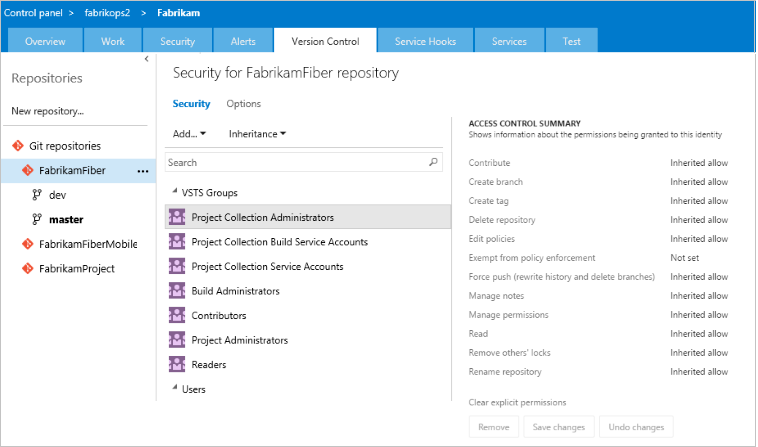 Control panel > fabrikops2 > Fabrikam
Overview Work Security Alerts Version Control Service Hooks Services Test
Repositories
New repository...
Git repositories
FabrikamFiber ...
dev
master
FabrikamFiberMobile
FabrikamProject
Security for FabrikamFiber repository
Security Options
Add... Inheritance
Search
VSTS Groups
Project Collection Administrators
Project Collection Build Service Accounts
Project Collection Service Accounts
Build Administrators
Contributors
Project Administrators
Readers
Users
ACCESS CONTROL SUMMARY
Shows information about the permissions being granted to this identity
Contribute Inherited allow
Create branch Inherited allow
Create tag Inherited allow
Delete repository Inherited allow
Edit policies Inherited allow
Exempt from policy enforcement Not set
Force push (rewrite history and delete branches) Inherited allow
Manage notes Inherited allow
Manage permissions Inherited allow
Read Inherited allow
Remove others' locks Inherited allow
Rename repository Inherited allow
Clear explicit permissions
Remove Save changes Undo changes